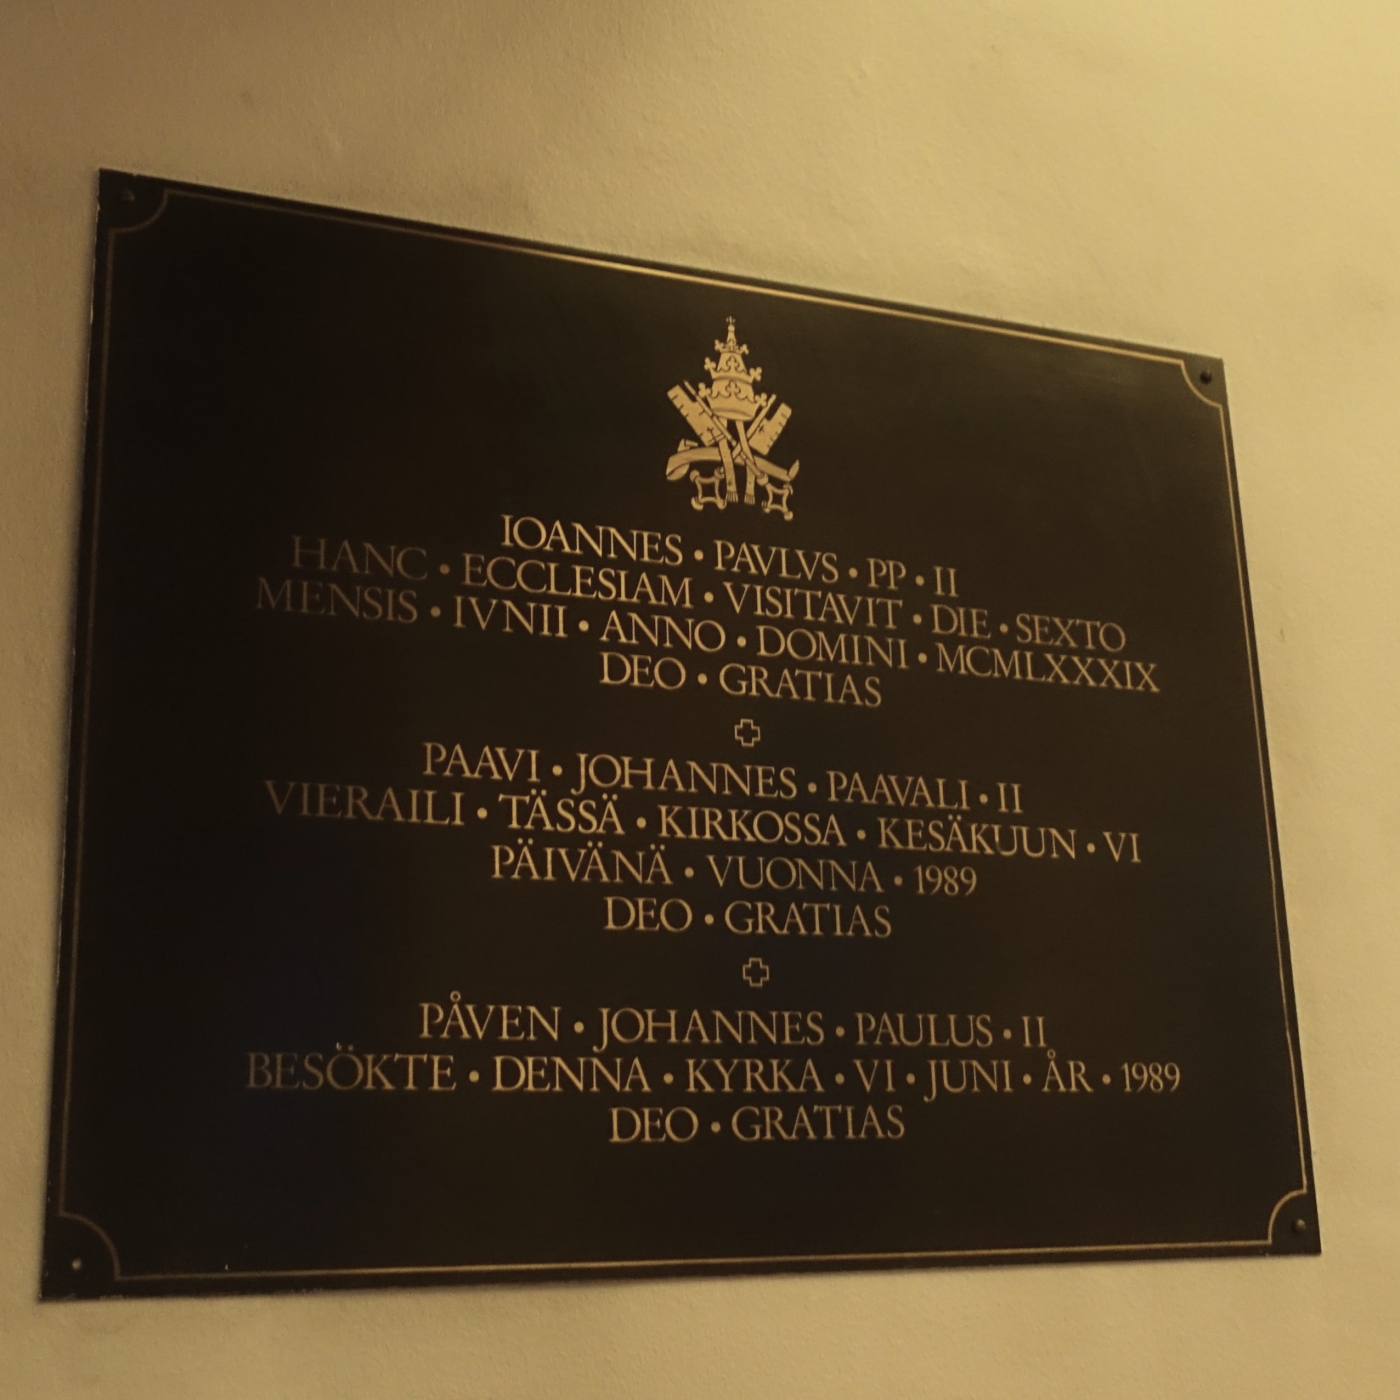 IOANNES • PAVLVS • PP • II
HANC • ECCLESIAM • VISITAVIT • DIE • SEXTO
MENSIS • IVNII • ANNO • DOMINI • MCMLXXXIX
DEO • GRATIAS
PAAVI • JOHANNES • PAAVALI • II
VIERAILI • TÄSSÄ • KIRKOSSA • KESÄKUUN • VI
PÄIVÄNÄ • VUONNA • 1989
DEO • GRATIAS
PÅVEN • JOHANNES • PAULUS • II
BESÖKTE • DENNA • KYRKA • VI • JUNI • ÅR • 1989
DEO • GRATIAS